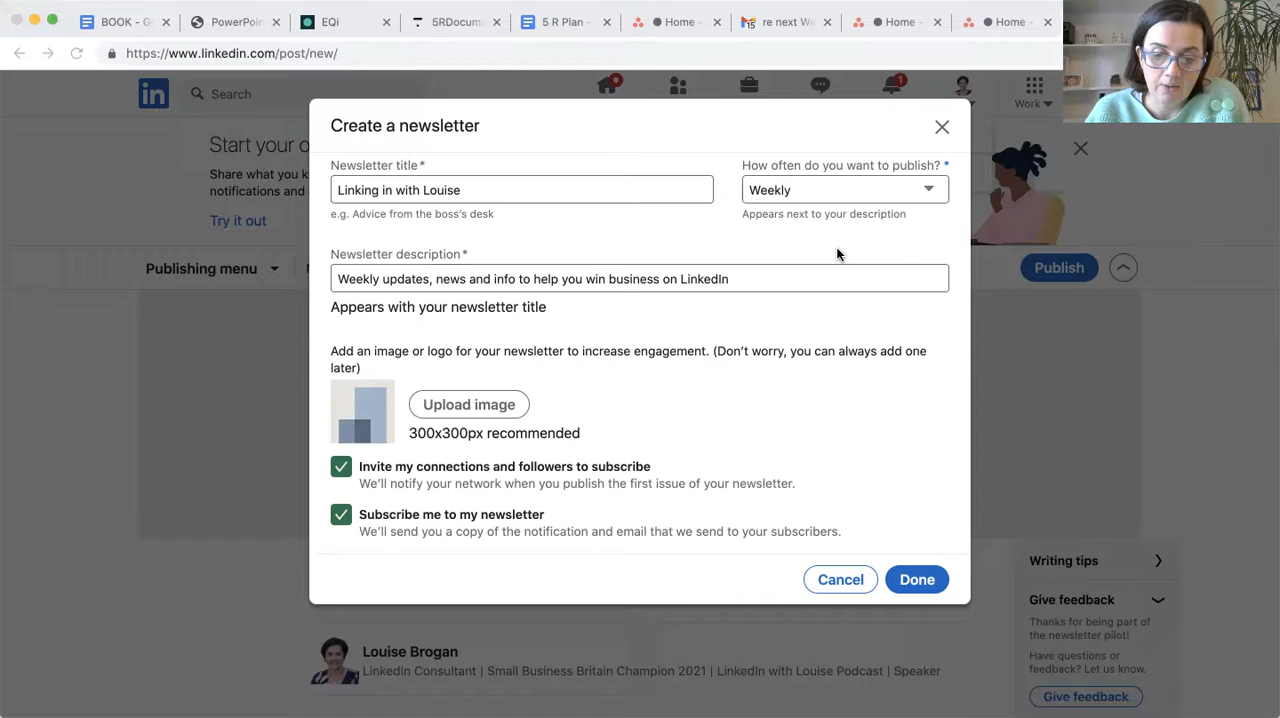 BOOK - G
PowerPoin
EQi
5RDocum
5 R Plan -
Home -
15
re next We
Home -
Home -
https://www.linkedin.com/post/new/
in
Search
1
Work
Start your o
Share what you k
notifications and
Try it out
Publishing menu
Publish
Create a newsletter
Newsletter title*
How often do you want to publish? *
Linking in with Louise
Weekly
e.g. Advice from the boss's desk
Appears next to your description
Newsletter description*
Weekly updates, news and info to help you win business on LinkedIn
Appears with your newsletter title
Add an image or logo for your newsletter to increase engagement. (Don't worry, you can always add one
later)
Upload image
300x300px recommended
Invite my connections and followers to subscribe
We'll notify your network when you publish the first issue of your newsletter.
Subscribe me to my newsletter
We'll send you a copy of the notification and email that we send to your subscribers.
Cancel
Done
Writing tips
Give feedback
Thanks for being part of
the newsletter pilot!
Have questions or
feedback? Let us know.
Give feedback
Louise Brogan
LinkedIn Consultant | Small Business Britain Champion 2021 | LinkedIn with Louise Podcast | Speaker